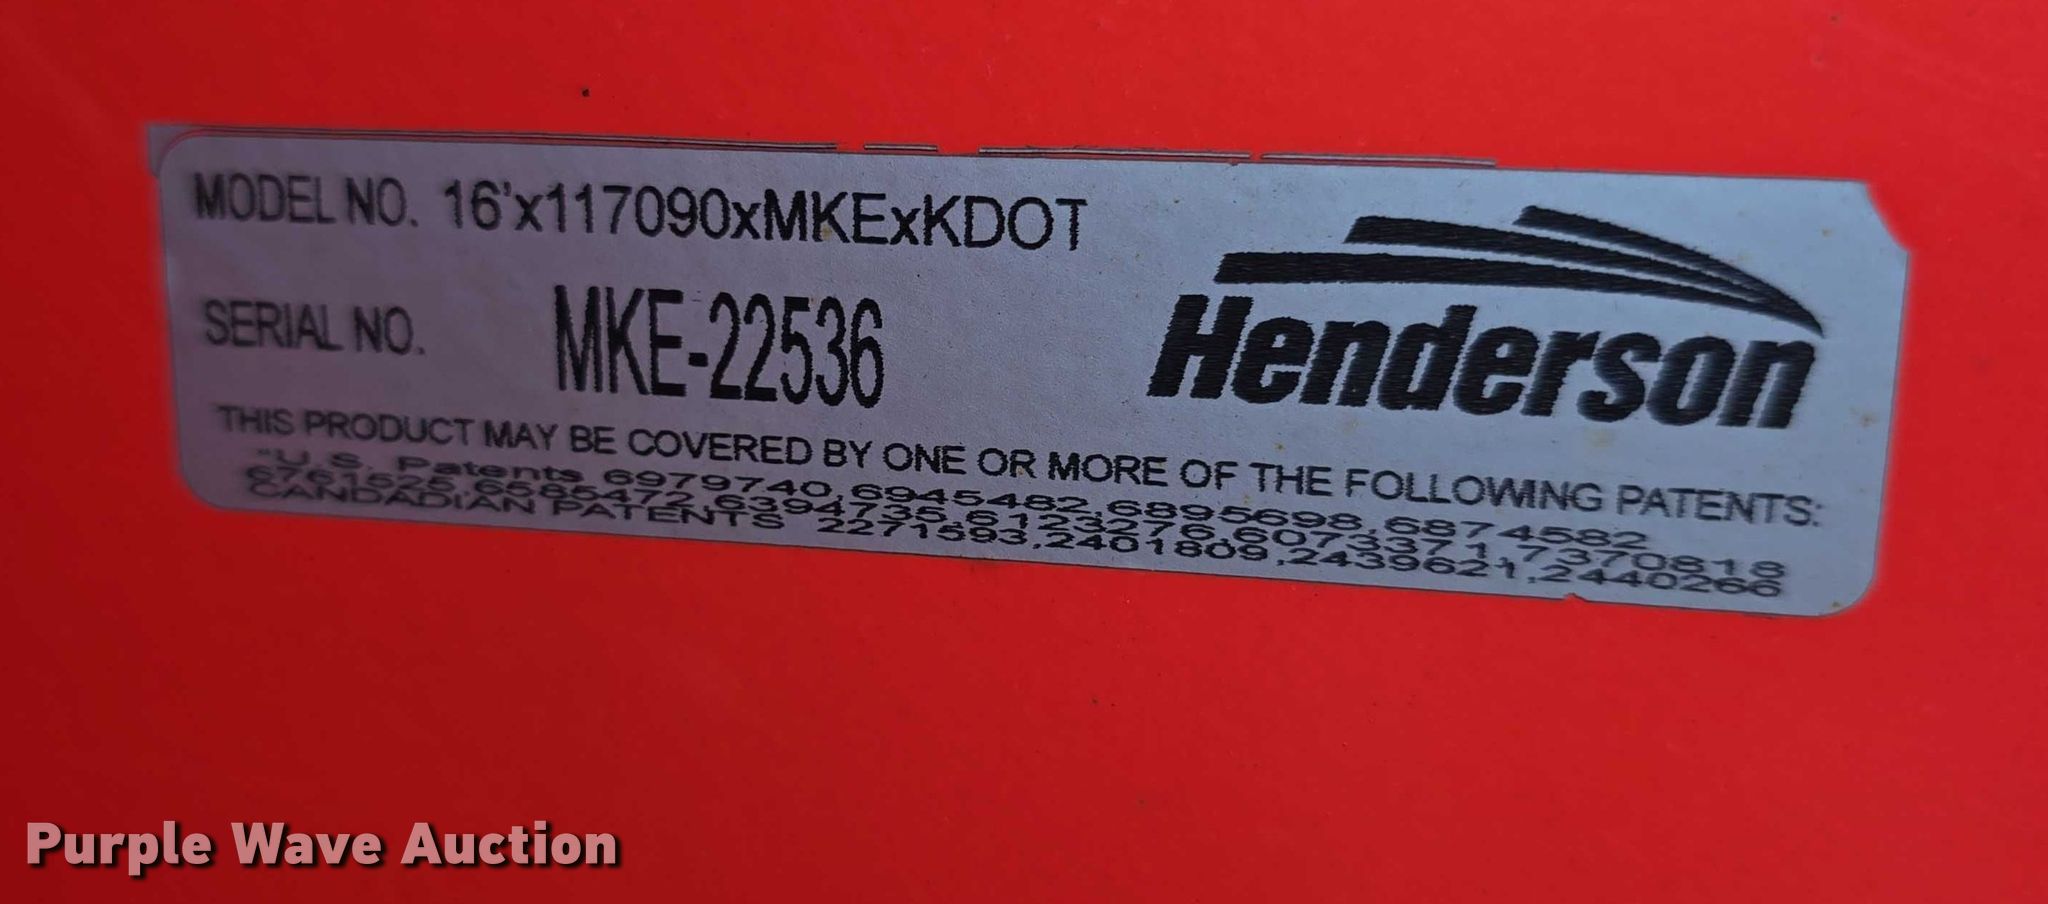 MODEL NO. 16'x117090xMKExKDOT
SERIAL NO. MKE-22536
Henderson
THIS PRODUCT MAY BE COVERED BY ONE OR MORE OF THE FOLLOWING PATENTS:
"U.S. Patents 6979740,6945482,6895698,6874582
6761525,6585472,6394735,6123276,6073371,7370818
CANDADIAN PATENTS 2271593,2401809,2439621,2440266
Purple Wave Auction